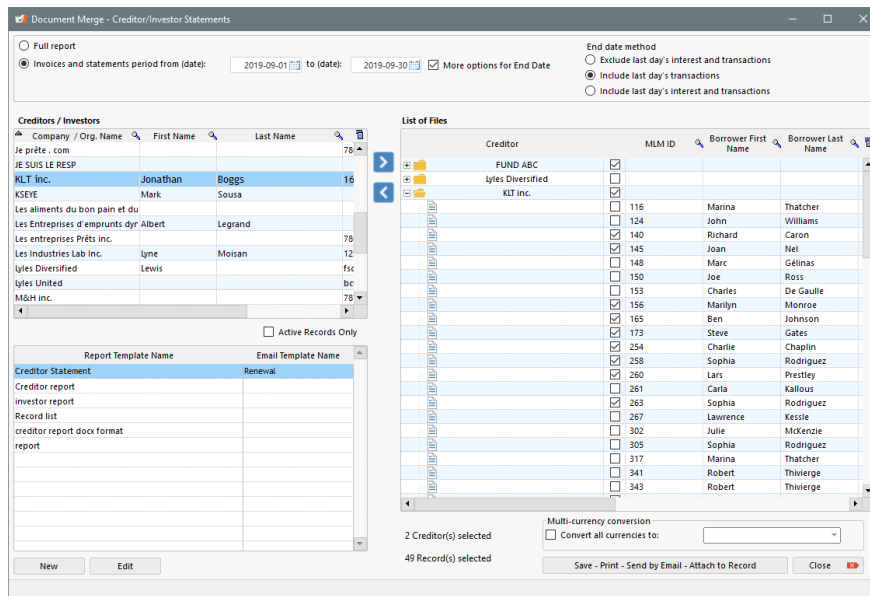 Document Merge - Creditor/Investor Statements
Full report
Invoices and statements period from (date): 2019-09-01 to (date): 2019-09-30 More options for End Date
End date method
Exclude last day's interest and transactions
Include last day's transactions
Include last day's interest and transactions
Creditors / Investors
Company / Org. Name First Name Last Name
Je prête . com 78
JE SUIS LE RESP
KLT inc. Jonathan Boggs 16
KSEYE Mark Sousa
Les aliments du bon pain et du
Les Entreprises d'emprunts dyr Albert Legrand
Les entreprises Prêts inc. 78
Les Industries Lab Inc. Lyne Moisan 12
Lyles Diversified Lewis fsc
Lyles United bc
M&H inc. 78
Active Records Only
Report Template Name Email Template Name
Creditor Statement Renewal
Creditor report
investor report
Record list
creditor report docx format
report
New Edit
List of Files
Creditor MLM ID Borrower First Name Borrower Last Name
FUND ABC
Lyles Diversified
KLT inc.
116 Marina Thatcher
124 John Williams
140 Richard Caron
145 Joan Nel
148 Marc Gélinas
150 Joe Ross
153 Charles De Gaulle
156 Marilyn Monroe
165 Ben Johnson
173 Steve Gates
254 Charlie Chaplin
258 Sophia Rodriguez
260 Lars Prestley
261 Carla Kallous
263 Sophia Rodriguez
267 Lawrence Kessle
302 Julie McKenzie
305 Sophia Rodriguez
317 Marina Thatcher
341 Robert Thivierge
343 Robert Thivierge
2 Creditor(s) selected
49 Record(s) selected
Multi-currency conversion
Convert all currencies to:
Save - Print - Send by Email - Attach to Record Close